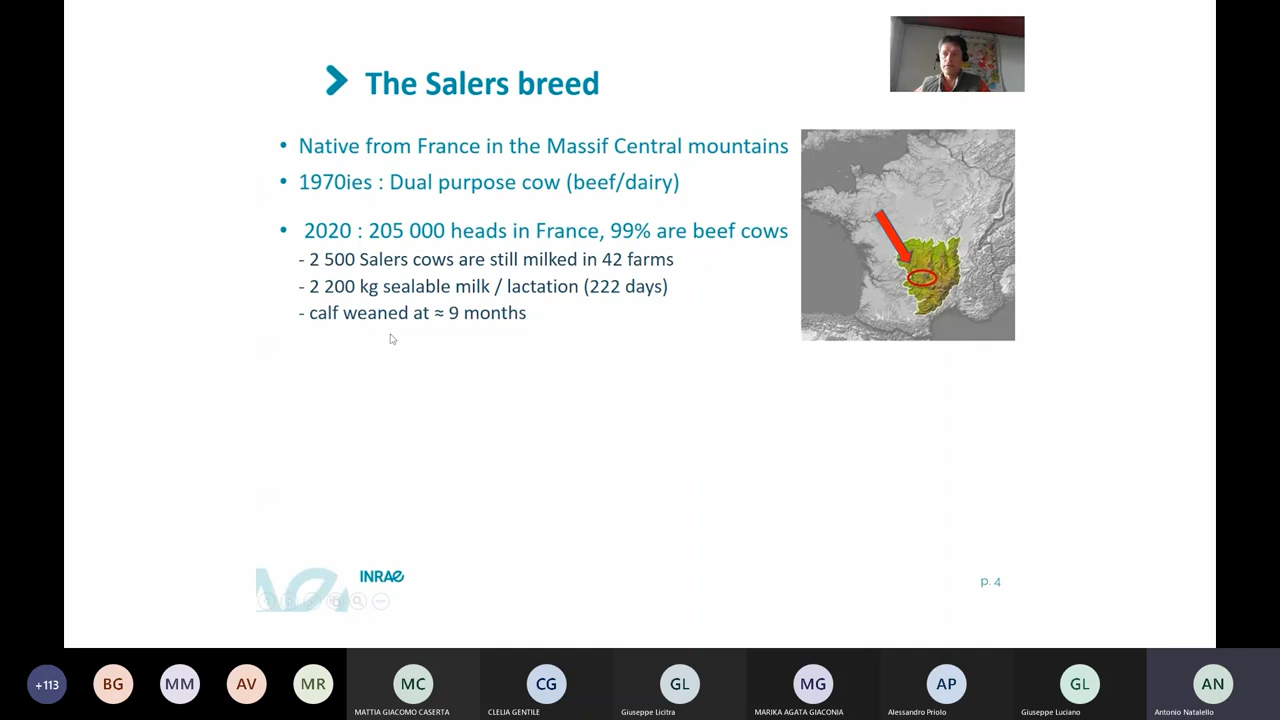 The Salers breed
• Native from France in the Massif Central mountains
• 1970ies : Dual purpose cow (beef/dairy)
• 2020 : 205 000 heads in France, 99% are beef cows
- 2 500 Salers cows are still milked in 42 farms
- 2 200 kg sealable milk / lactation (222 days)
- calf weaned at ≈ 9 months
INRAE
p. 4
+113
BG
MM
AV
MR
MC
CG
GL
MG
AP
GL
AN
MATTIA GIACOMO CASERTA
CLELIA GENTILE
Giuseppe Licitra
MARIKA AGATA GIACONIA
Alessandro Priolo
Giuseppe Luciano
Antonio Natalello